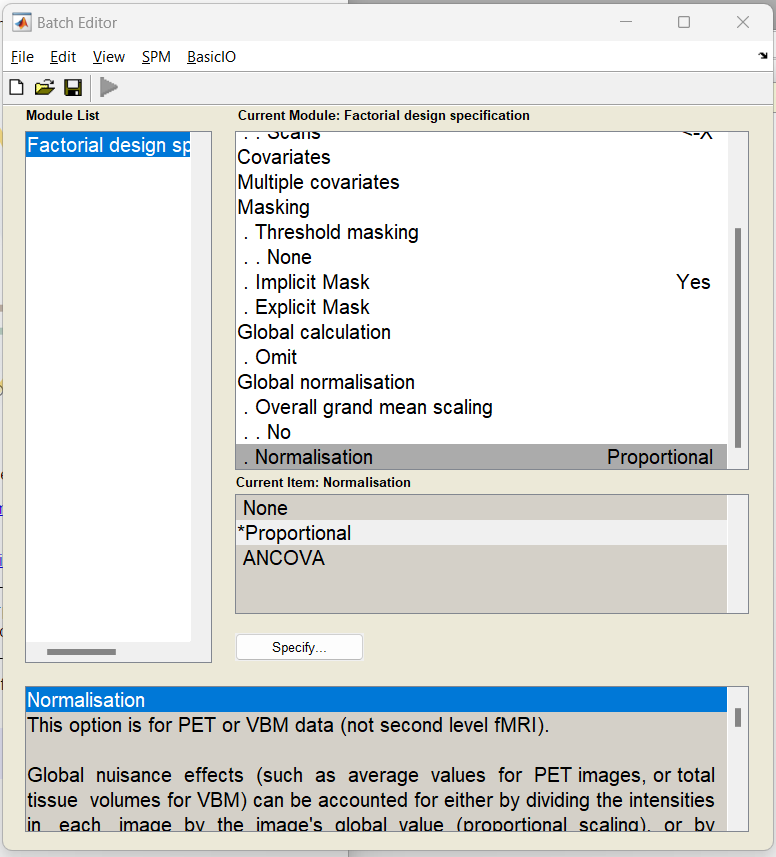 Batch Editor
File Edit View SPM BasicIO
Module List
Factorial design sp
Current Module: Factorial design specification
. . Scans <-X
Covariates
Multiple covariates
Masking
. Threshold masking
. . None
. Implicit Mask Yes
. Explicit Mask
Global calculation
. Omit
Global normalisation
. Overall grand mean scaling
. . No
. Normalisation Proportional
Current Item: Normalisation
None
*Proportional
ANCOVA
Specify...
Normalisation
This option is for PET or VBM data (not second level fMRI).
Global nuisance effects (such as average values for PET images, or total
tissue volumes for VBM) can be accounted for either by dividing the intensities
in each image by the image's global value (proportional scaling), or by